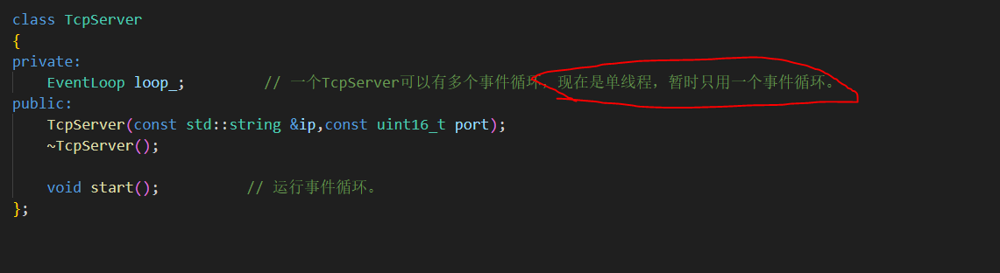 class TcpServer
{
private:
    EventLoop loop_;         // 一个TcpServer可以有多个事件循环，现在是单线程，暂时只用一个事件循环。
public:
    TcpServer(const std::string &ip,const uint16_t port);
    ~TcpServer();

    void start();          // 运行事件循环。
};